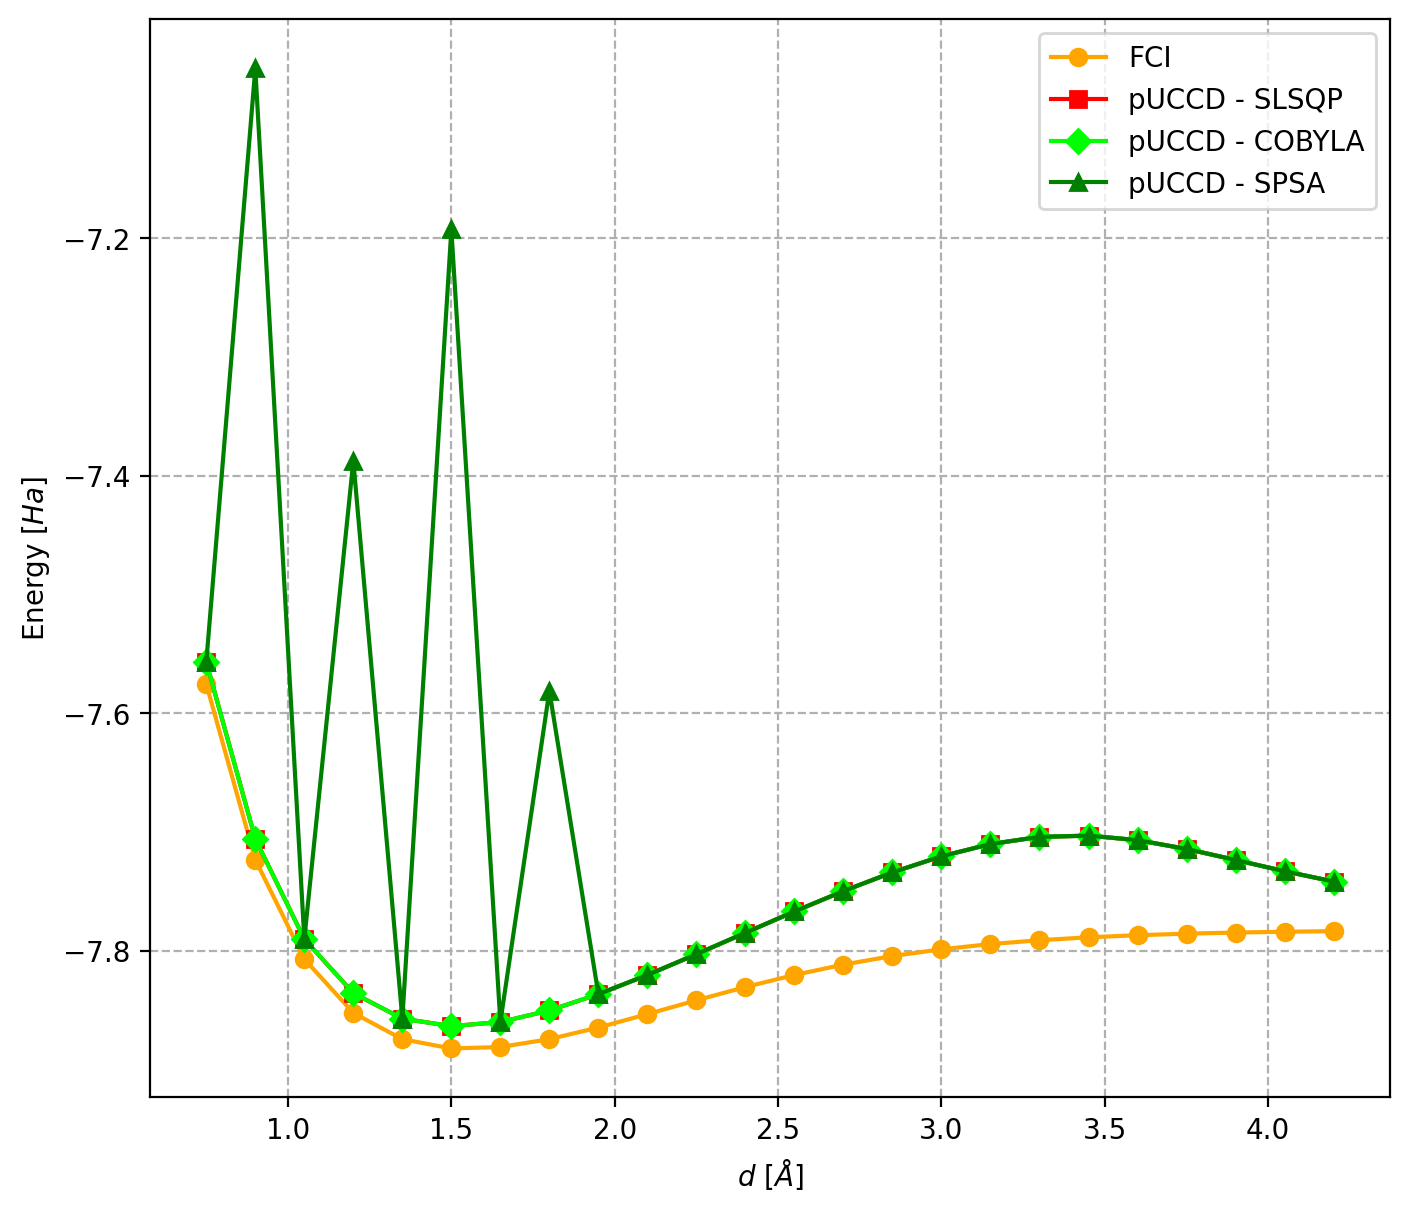 FCI
pUCCD - SLSQP
pUCCD - COBYLA
pUCCD - SPSA
−7.2
−7.4
−7.6
−7.8
Energy [Ha]
1.0 1.5 2.0 2.5 3.0 3.5 4.0
d [Å]